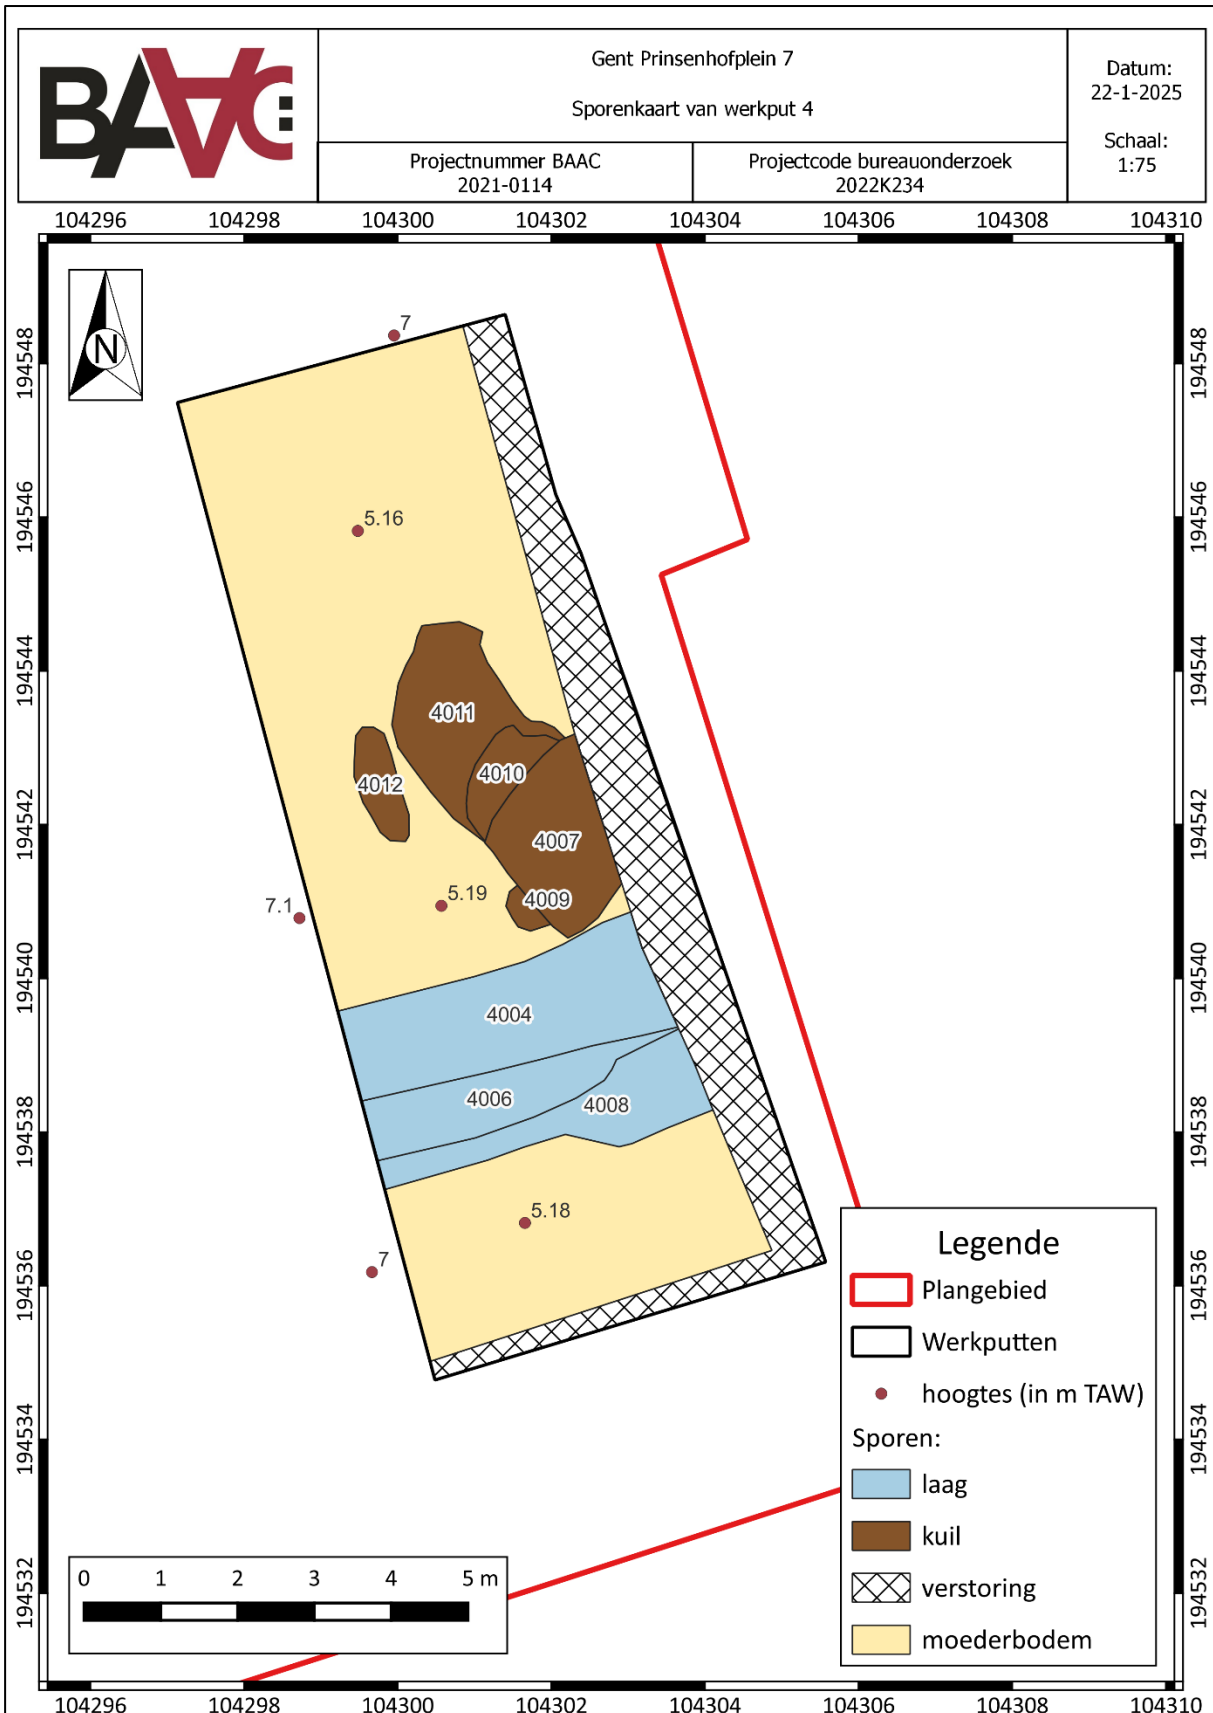 BAAC
Gent Prinsenhofplein 7
Sporenkaart van werkput 4
Datum:
22-1-2025
Schaal:
1:75
Projectnummer BAAC
2021-0114
Projectcode bureauonderzoek
2022K234
104296 104298 104300 104302 104304 104306 104308 104310
194548 194548
194546 194546
194544 194544
194542 194542
194540 194540
194538 194538
194536 194536
194534 194534
194532 194532
N
7
5.16
4011
4010
4012
4007
4009
5.19
7.1
4004
4006
4008
5.18
7
Legende
Plangebied
Werkputten
hoogtes (in m TAW)
Sporen:
laag
kuil
verstoring
moederbodem
0 1 2 3 4 5 m
104296 104298 104300 104302 104304 104306 104308 104310